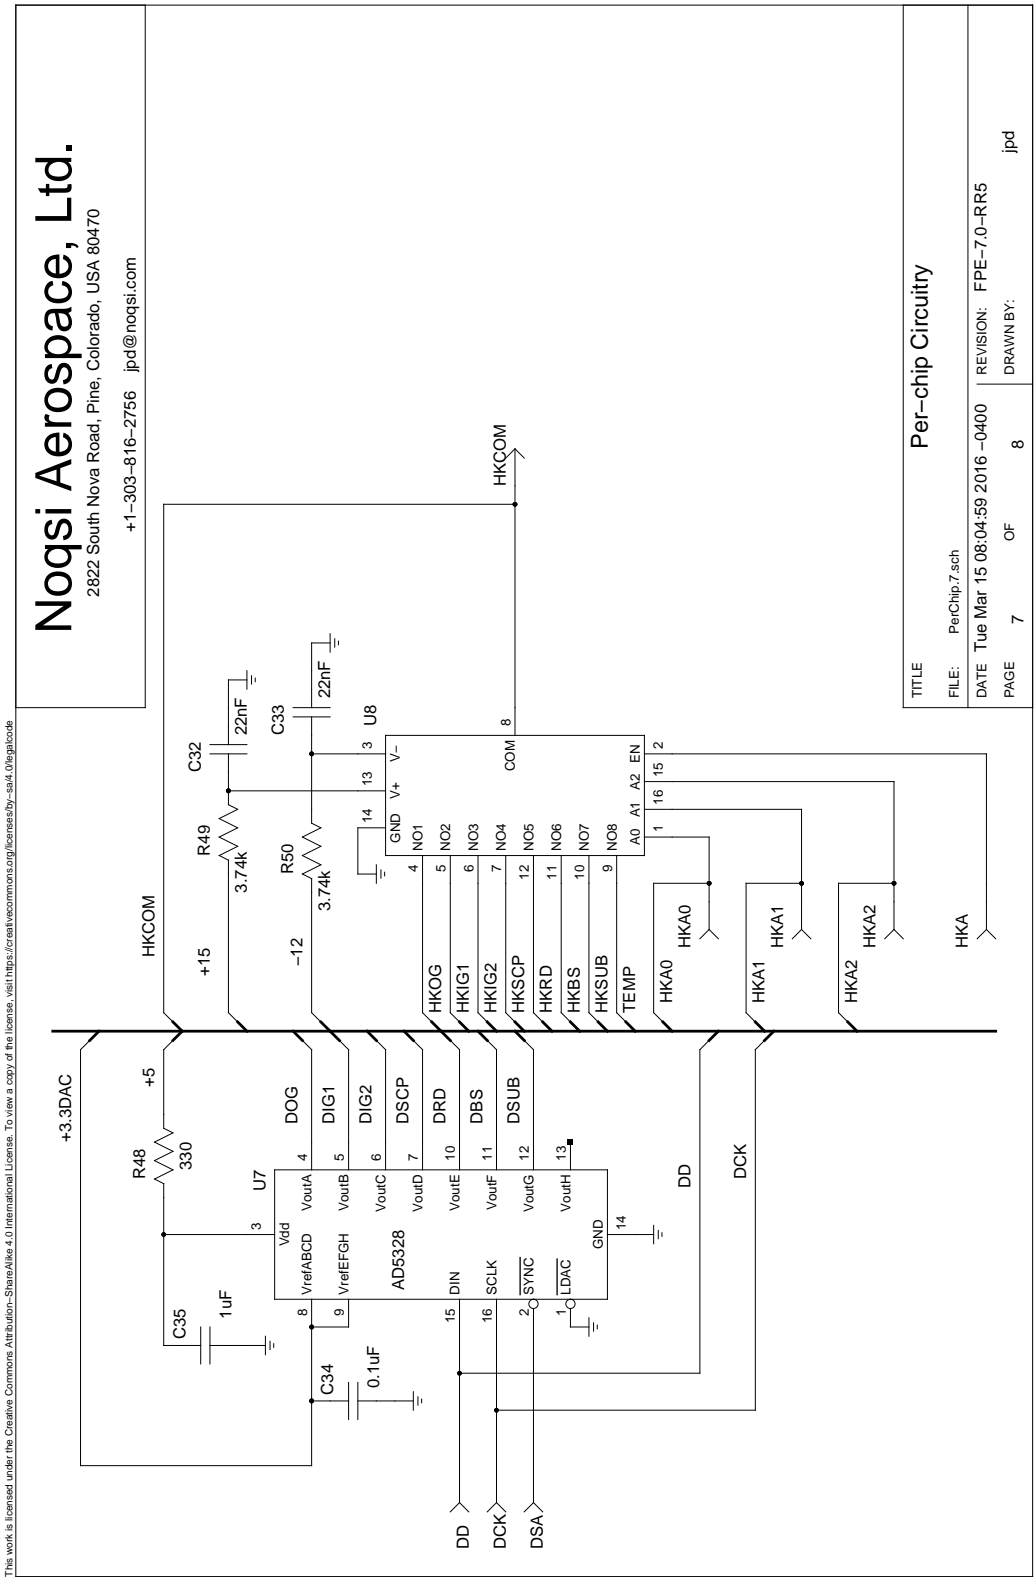 This work is licensed under the Creative Commons Attribution−ShareAlike 4.0 International License. To view a copy of the license, visit https://creativecommons.org/licenses/by−sa/4.0/legalcode
Noqsi Aerospace, Ltd.
2822 South Nova Road, Pine, Colorado, USA 80470
+1−303−816−2756 jpd@noqsi.com
+3.3DAC
+5
R48
330
C35
1uF
C34
0.1uF
U7
AD5328
3
Vdd
8
VrefABCD
9
VrefEFGH
15
DIN
16
SCLK
2
SYNC
1
LDAC
VoutA
4
DOG
VoutB
5
DIG1
VoutC
6
DIG2
VoutD
7
DSCP
VoutE
10
DRD
VoutF
11
DBS
VoutG
12
DSUB
VoutH
13
GND
14
DD
DCK
DD
DCK
DSA
HKCOM
+15
R49
3.74k
C32
22nF
−12
R50
3.74k
C33
22nF
U8
14
GND
13
V+
3
V−
HKOG
4
NO1
HKIG1
5
NO2
HKIG2
6
NO3
HKSCP
7
NO4
HKRD
12
NO5
HKBS
11
NO6
HKSUB
10
NO7
TEMP
9
NO8
COM
8
HKCOM
A0
1
A1
16
A2
15
EN
2
HKA0
HKA0
HKA1
HKA1
HKA2
HKA2
HKA
TITLE
Per−chip Circuitry
FILE: PerChip.7.sch
REVISION: FPE−7.0−RR5
DATE Tue Mar 15 08:04:59 2016 −0400
PAGE 7 OF 8
DRAWN BY: jpd